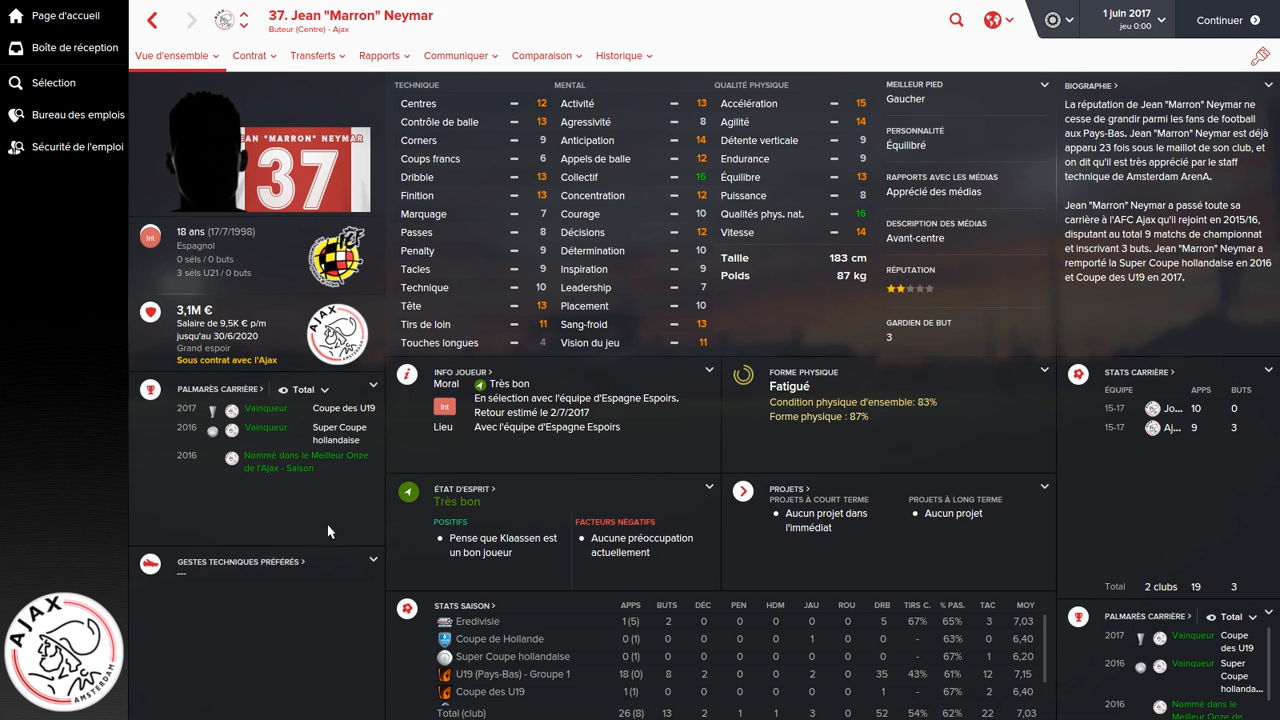 Page d'accueil
Boîte de réception
Sélection
Bureau des emplois
Sécurité de l'emploi
37. Jean "Marron" Neymar
Buteur (Centre) - Ajax
1 juin 2017
jeu 0:00
Continuer
Vue d'ensemble
Contrat
Transferts
Rapports
Communiquer
Comparaison
Historique
EAN "MARRON" NEYMAR
37
Int
18 ans (17/7/1998)
Espagnol
0 séls / 0 buts
3 séls U21 / 0 buts
3,1M €
Salaire de 9,5K € p/m
jusqu'au 30/6/2020
Grand espoir
Sous contrat avec l'Ajax
AJAX
AMSTERDAM
PALMARÈS CARRIÈRE > Total
2017 Vainqueur Coupe des U19
2016 Vainqueur Super Coupe
hollandaise
2016 Nommé dans le Meilleur Onze
de l'Ajax - Saison
GESTES TECHNIQUES PRÉFÉRÉS >
---
AJAX
AMSTERDAM
TECHNIQUE
Centres – 12
Contrôle de balle – 13
Corners – 9
Coups francs – 6
Dribble – 13
Finition – 13
Marquage – 7
Passes – 8
Penalty – 9
Tacles – 9
Technique – 10
Tête – 13
Tirs de loin – 11
Touches longues – 4
MENTAL
Activité – 13
Agressivité – 8
Anticipation – 14
Appels de balle – 12
Collectif – 16
Concentration – 12
Courage – 10
Décisions – 12
Détermination – 10
Inspiration – 9
Leadership – 7
Placement – 10
Sang-froid – 13
Vision du jeu – 11
QUALITÉ PHYSIQUE
Accélération – 15
Agilité – 14
Détente verticale – 9
Endurance – 9
Équilibre – 13
Puissance – 8
Qualités phys. nat. – 16
Vitesse – 14
Taille 183 cm
Poids 87 kg
MEILLEUR PIED
Gaucher
PERSONNALITÉ
Équilibré
RAPPORTS AVEC LES MÉDIAS
Apprécié des médias
DESCRIPTION DES MÉDIAS
Avant-centre
RÉPUTATION
GARDIEN DE BUT
3
BIOGRAPHIE >
La réputation de Jean "Marron" Neymar ne
cesse de grandir parmi les fans de football
aux Pays-Bas. Jean "Marron" Neymar est déjà
apparu 23 fois sous le maillot de son club, et
on dit qu'il est très apprécié par le staff
technique de Amsterdam ArenA.
Jean "Marron" Neymar a passé toute sa
carrière à l'AFC Ajax qu'il rejoint en 2015/16,
disputant au total 9 matchs de championnat
et inscrivant 3 buts. Jean "Marron" Neymar a
remporté la Super Coupe hollandaise en 2016
et Coupe des U19 en 2017.
INFO JOUEUR >
Moral Très bon
Int En sélection avec l'équipe d'Espagne Espoirs.
Retour estimé le 2/7/2017
Lieu Avec l'équipe d'Espagne Espoirs
FORME PHYSIQUE
Fatigué
Condition physique d'ensemble: 83%
Forme physique : 87%
ÉTAT D'ESPRIT >
Très bon
POSITIFS
• Pense que Klaassen est
un bon joueur
FACTEURS NÉGATIFS
• Aucune préoccupation
actuellement
PROJETS >
PROJETS À COURT TERME
• Aucun projet dans
l'immédiat
PROJETS À LONG TERME
• Aucun projet
STATS CARRIÈRE >
ÉQUIPE APPS BUTS
15-17 Jo... 10 0
15-17 Aj... 9 3
Total 2 clubs 19 3
STATS SAISON > APPS BUTS DÉC PEN HDM JAU ROU DRB TIRS C. % PAS. TAC MOY
Eredivisie 1 (5) 2 0 0 0 0 0 5 67% 65% 3 7,03
Coupe de Hollande 0 (1) 0 0 0 0 1 0 0 - 63% 0 6,40
Super Coupe hollandaise 0 (1) 0 0 0 0 0 0 0 - 67% 1 6,20
U19 (Pays-Bas) - Groupe 1 18 (0) 8 2 0 0 2 0 35 43% 61% 12 7,15
Coupe des U19 1 (1) 0 0 0 0 0 0 1 - 67% 2 6,40
Total (club) 26 (8) 13 2 1 1 3 0 52 54% 62% 22 7,03
PALMARÈS CARRIÈRE > Total
2017 Vainqueur Coupe
des U19
2016 Vainqueur Super
Coupe
hollanda...
2016 Nommé dans le
Meilleur Onze de